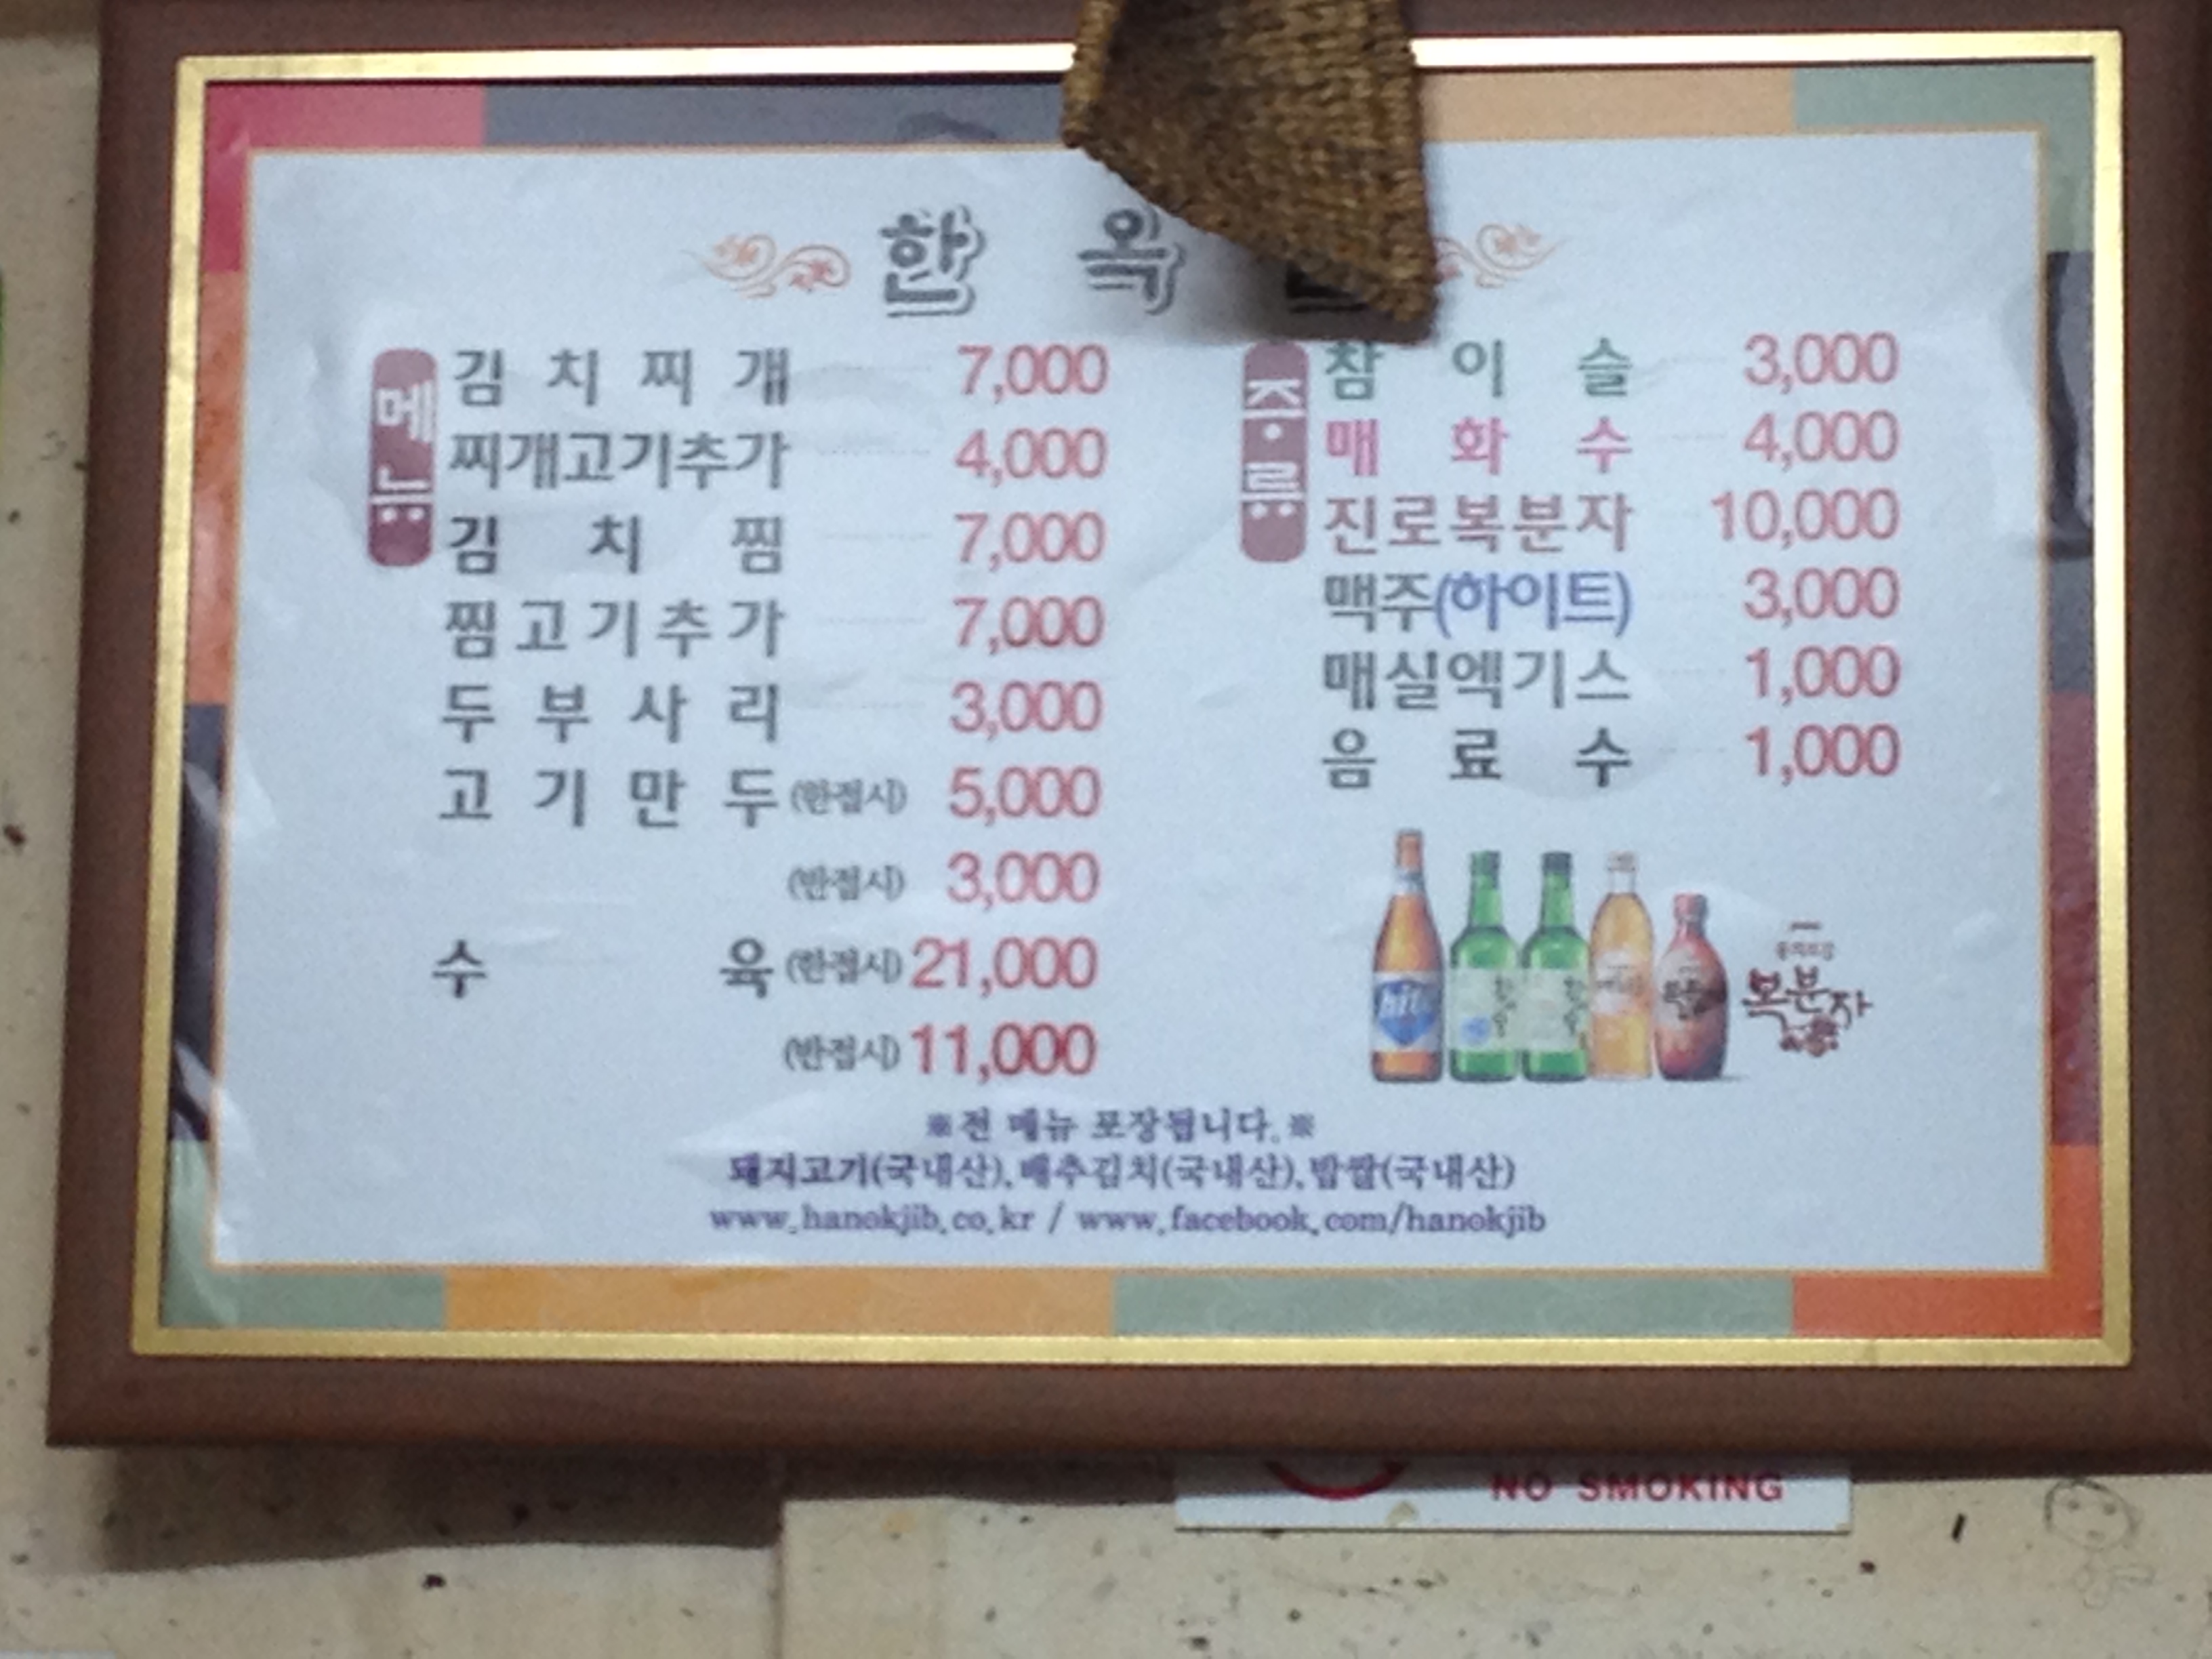 한 옥
메뉴
김치찌개 7,000
찌개고기추가 4,000
김치찜 7,000
찜고기추가 7,000
두부사리 3,000
고기만두(한접시) 5,000
(반접시) 3,000
수육(한접시) 21,000
(반접시) 11,000
주·류
참이슬 3,000
매화수 4,000
진로복분자 10,000
맥주(하이트) 3,000
매실엑기스 1,000
음료수 1,000
hite
복분자
※전 메뉴 포장됩니다.※
돼지고기(국내산),배추김치(국내산),밥쌀(국내산)
www.hanokjib.co.kr / www.facebook.com/hanokjib
NO SMOKING